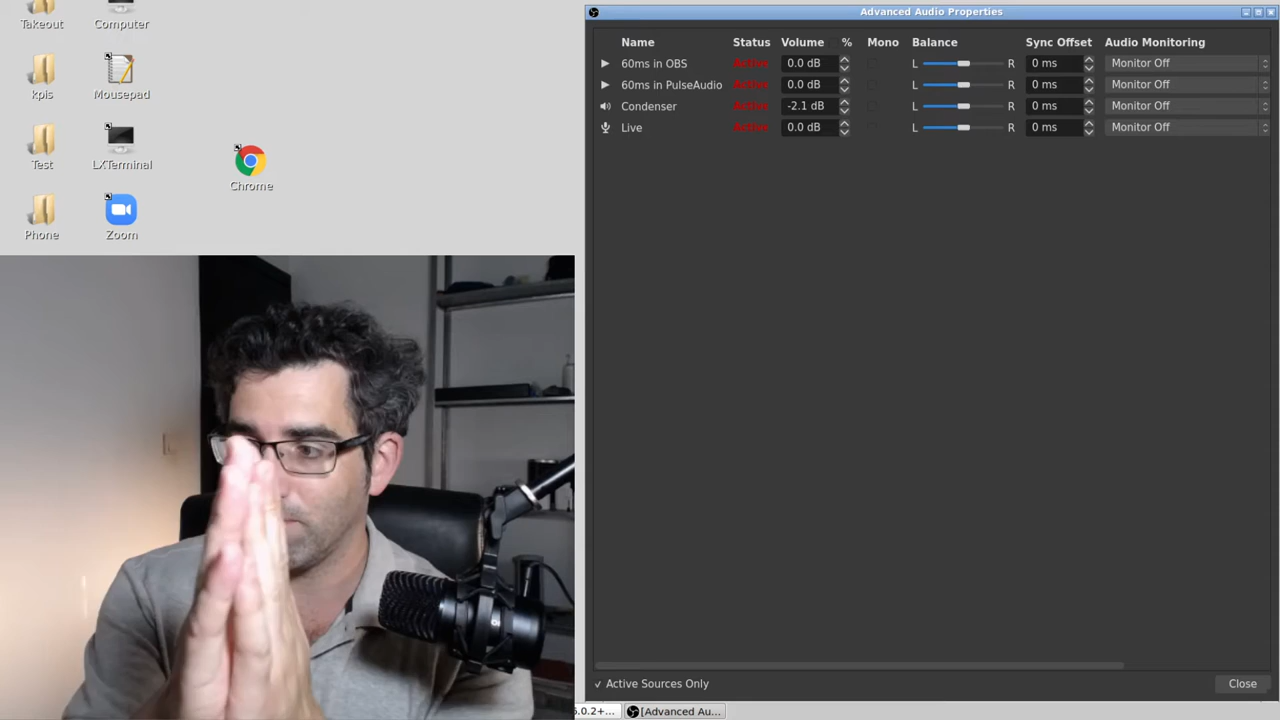 Takeout
Computer
kpis
Mousepad
Test
LXTerminal
Chrome
Phone
Zoom
Advanced Audio Properties
Name Status Volume % Mono Balance Sync Offset Audio Monitoring
60ms in OBS Active 0.0 dB L R 0 ms Monitor Off
60ms in PulseAudio Active 0.0 dB L R 0 ms Monitor Off
Condenser Active -2.1 dB L R 0 ms Monitor Off
Live Active 0.0 dB L R 0 ms Monitor Off
Active Sources Only
Close
.0.2+...
[Advanced Au...